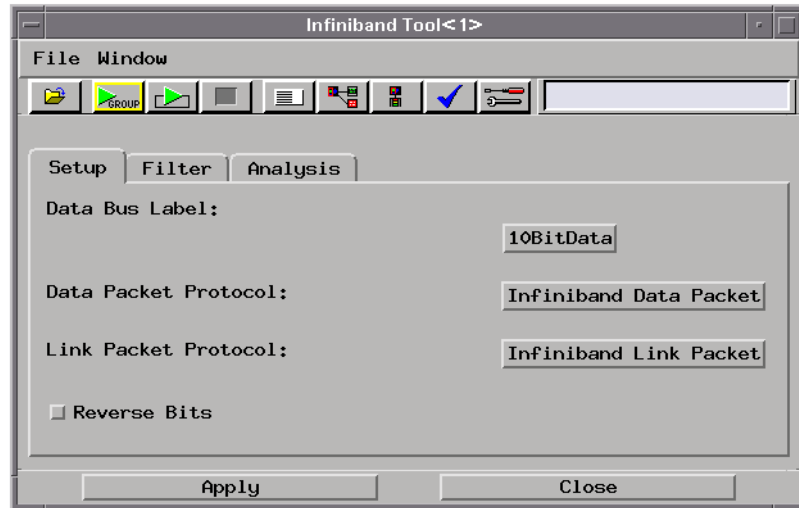 Infiniband Tool<1>
File Window
GROUP
Setup Filter Analysis
Data Bus Label:
10BitData
Data Packet Protocol: Infiniband Data Packet
Link Packet Protocol: Infiniband Link Packet
Reverse Bits
Apply Close